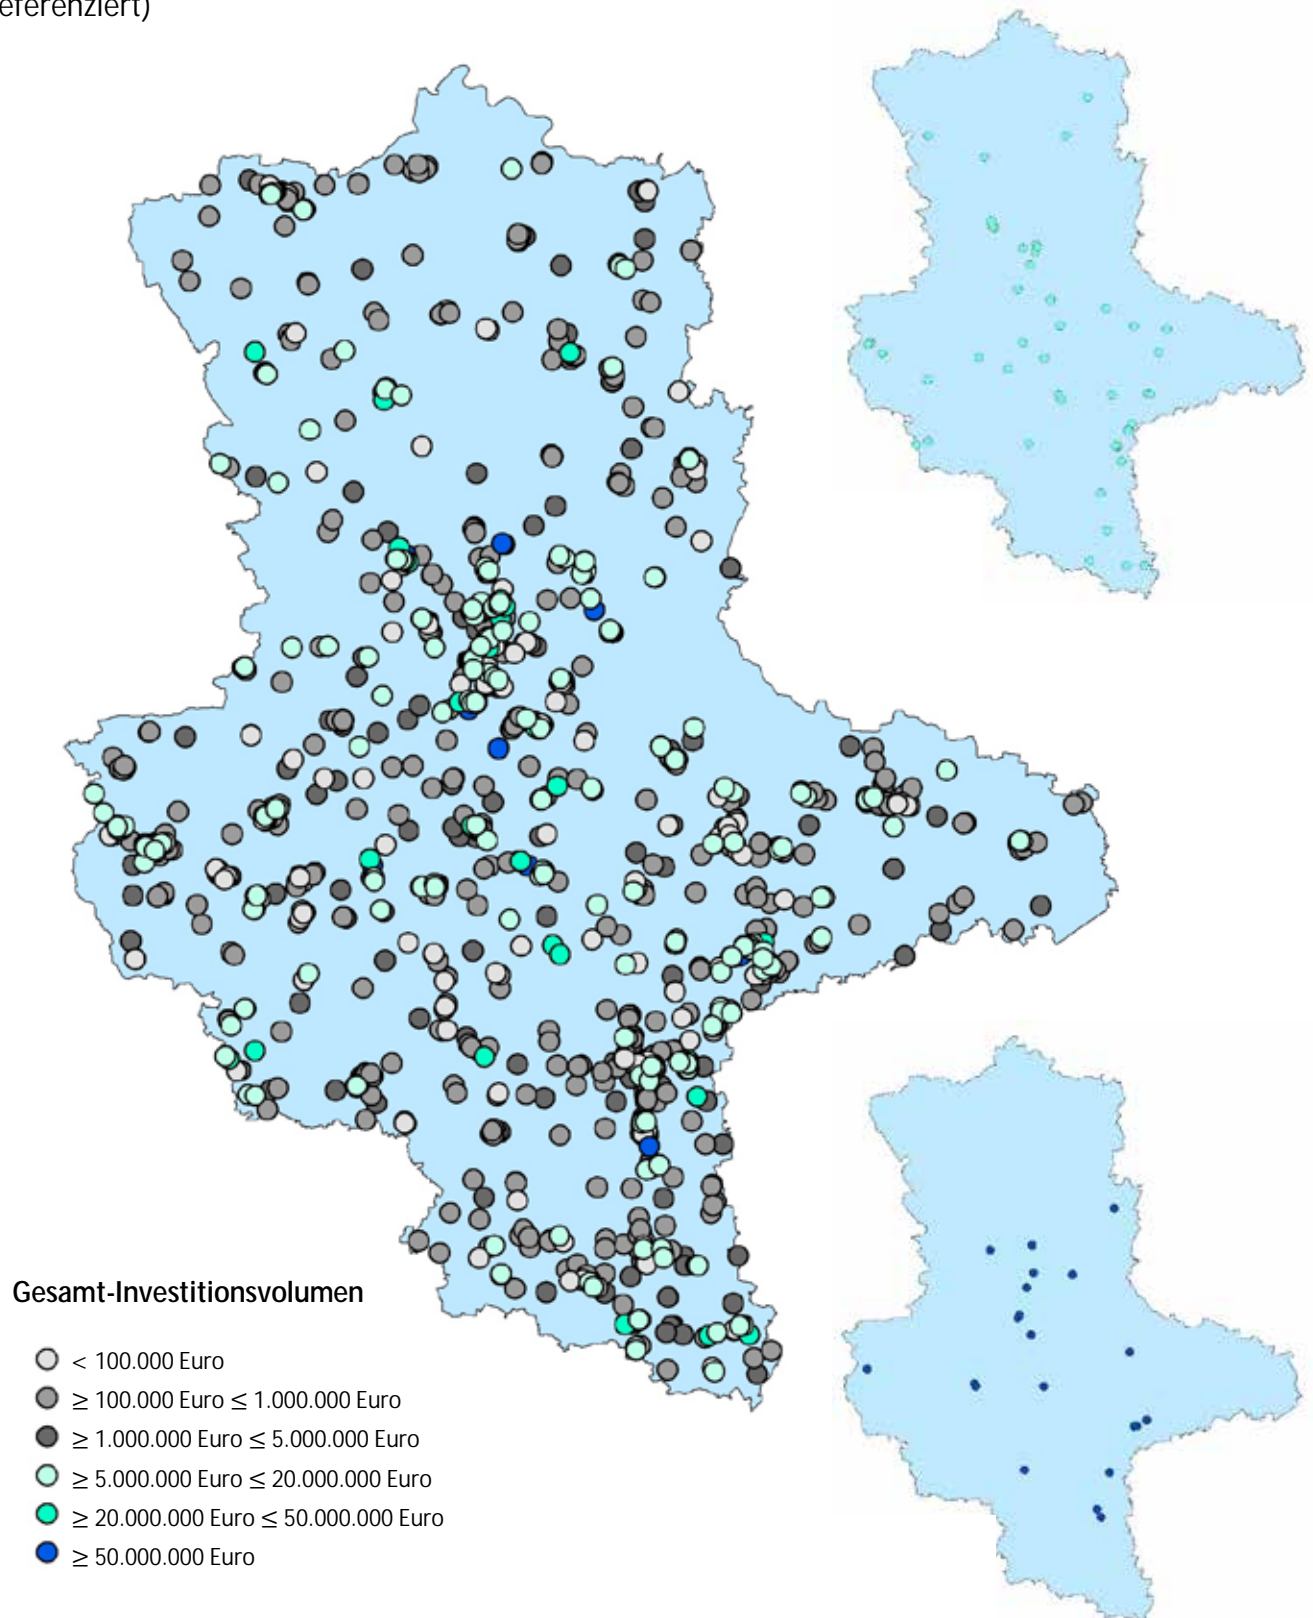 eferenziert)
Gesamt-Investitionsvolumen
< 100.000 Euro
≥ 100.000 Euro ≤ 1.000.000 Euro
≥ 1.000.000 Euro ≤ 5.000.000 Euro
≥ 5.000.000 Euro ≤ 20.000.000 Euro
≥ 20.000.000 Euro ≤ 50.000.000 Euro
≥ 50.000.000 Euro